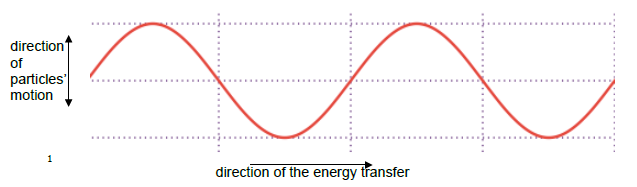 direction
of
particles'
motion
1
direction of the energy transfer